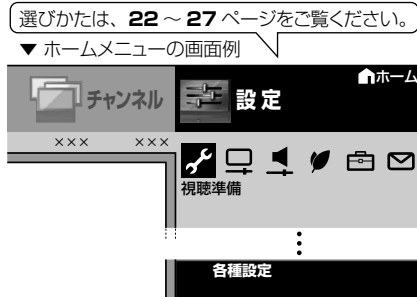 選びかたは、22～27ページをご覧ください。
▼ ホームメニューの画面例
チャンネル
設定
ホーム
××× ×××
視聴準備
各種設定